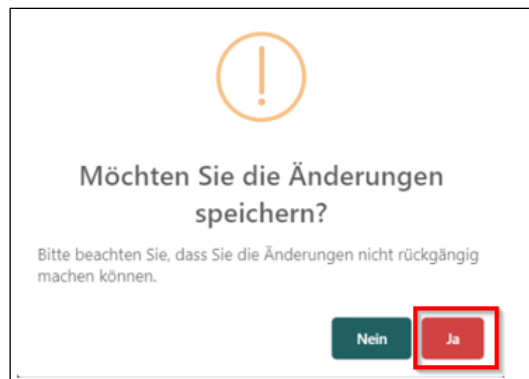 Möchten Sie die Änderungen
speichern?
Bitte beachten Sie, dass Sie die Änderungen nicht rückgängig
machen können.
Nein Ja